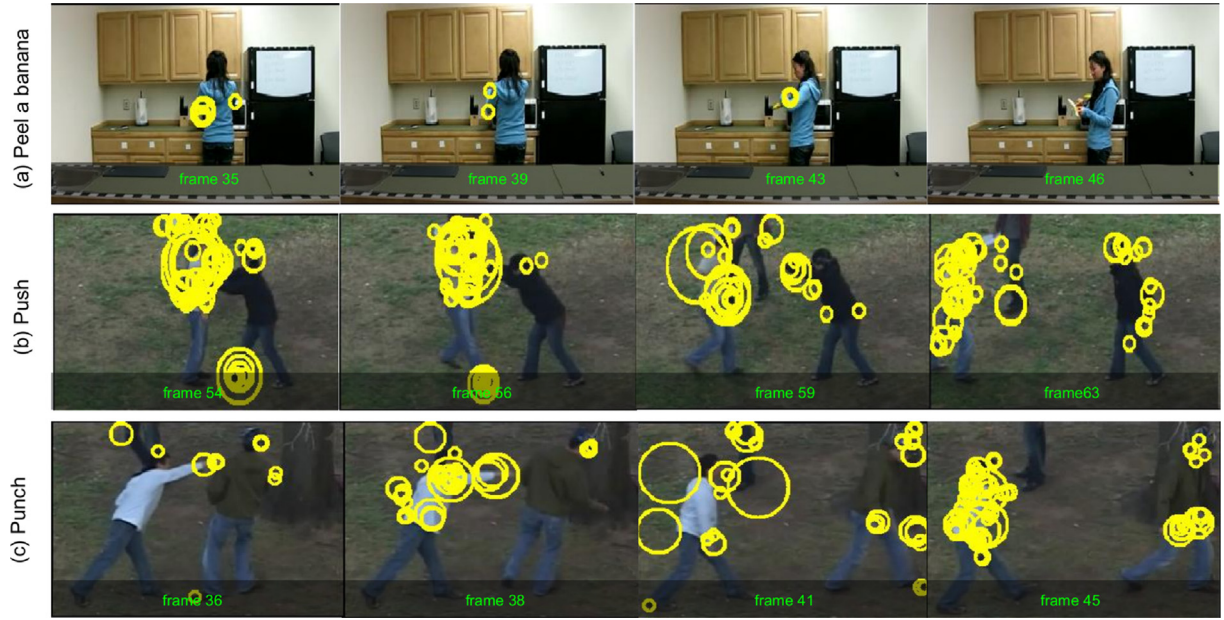 (a) Peel a banana
frame 35
frame 39
frame 43
frame 46
(b) Push
frame 54
frame 56
frame 59
frame63
(c) Punch
frame 36
frame 38
frame 41
frame 45